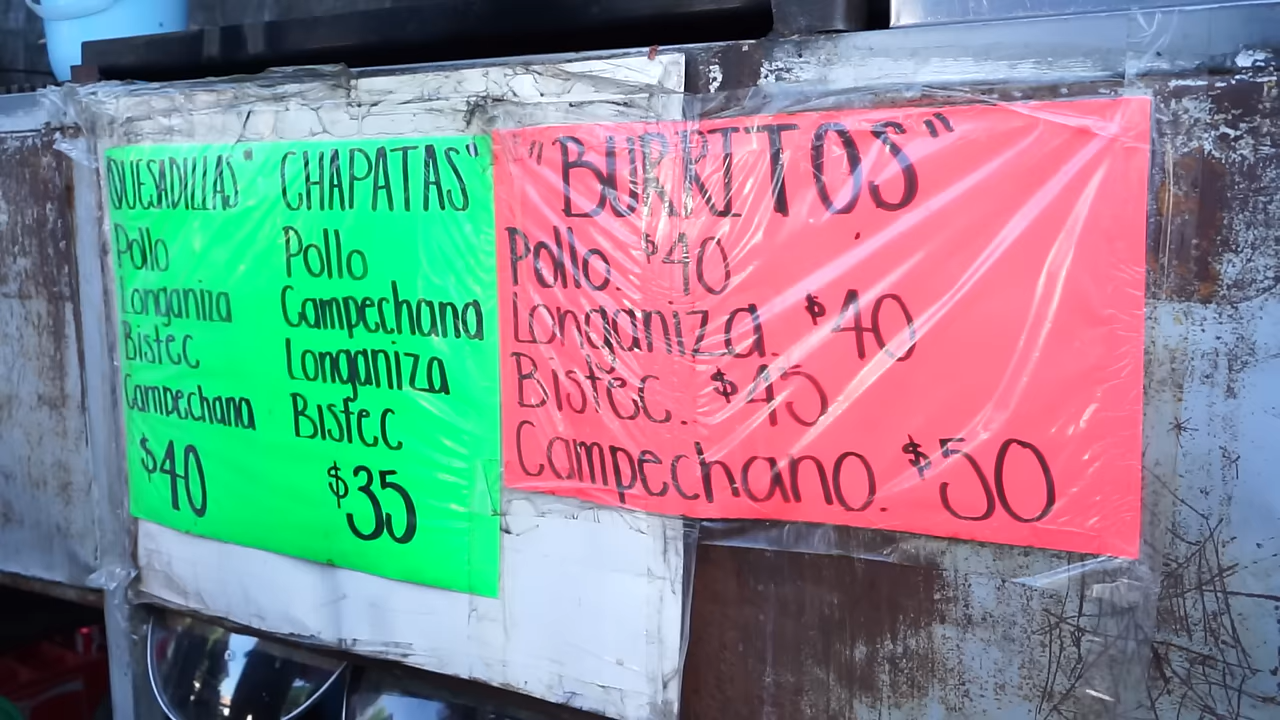 QUESADILLAS"
Pollo
Longaniza
Bistec
Campechana
$40
CHAPATAS"
Pollo
Campechana
Longaniza
Bistec
$35
"BURRITOS"
Pollo. $40
Longaniza. $40
Bistec. $45
Campechano. $50